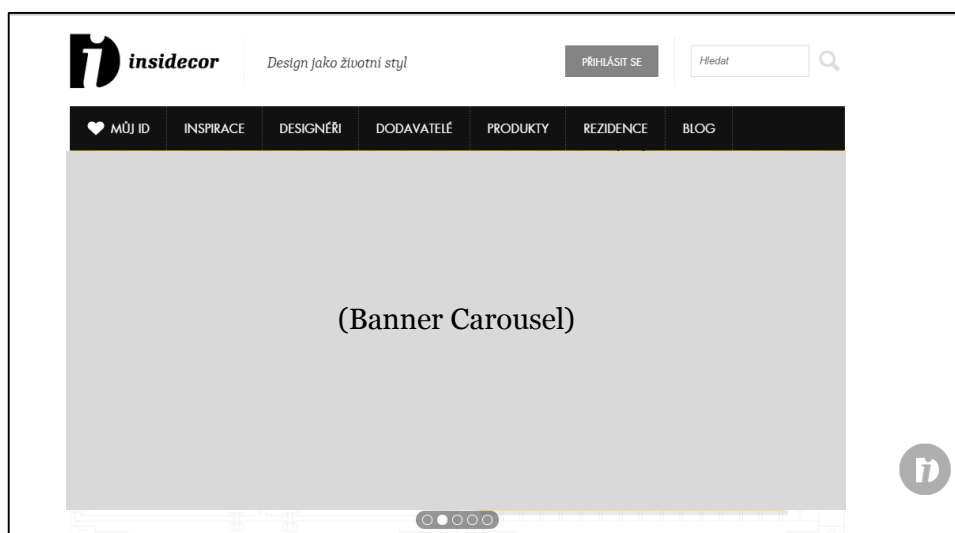 insidecor
Design jako životní styl
PŘIHLÁSIT SE
Hledat
MŮJ ID
INSPIRACE
DESIGNÉŘI
DODAVATELÉ
PRODUKTY
REZIDENCE
BLOG
(Banner Carousel)